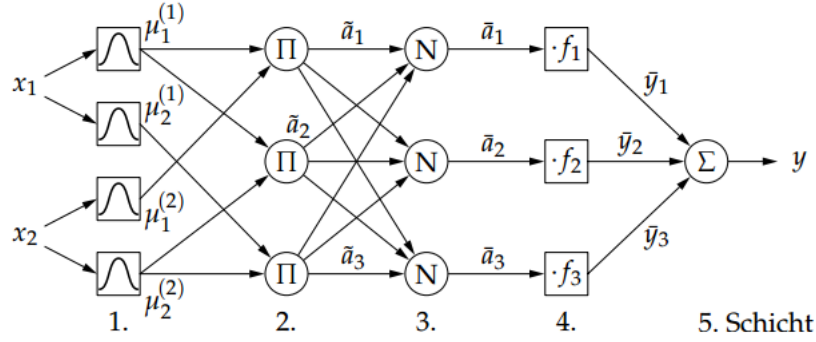 μ₁⁽¹⁾
Π
ã₁
N
ā₁
·f₁
x₁
ȳ₁
μ₂⁽¹⁾
ã₂
Π
N
ā₂
·f₂
ȳ₂
Σ
y
μ₁⁽²⁾
x₂
ȳ₃
Π
ã₃
N
ā₃
·f₃
μ₂⁽²⁾
1. 2. 3. 4. 5. Schicht